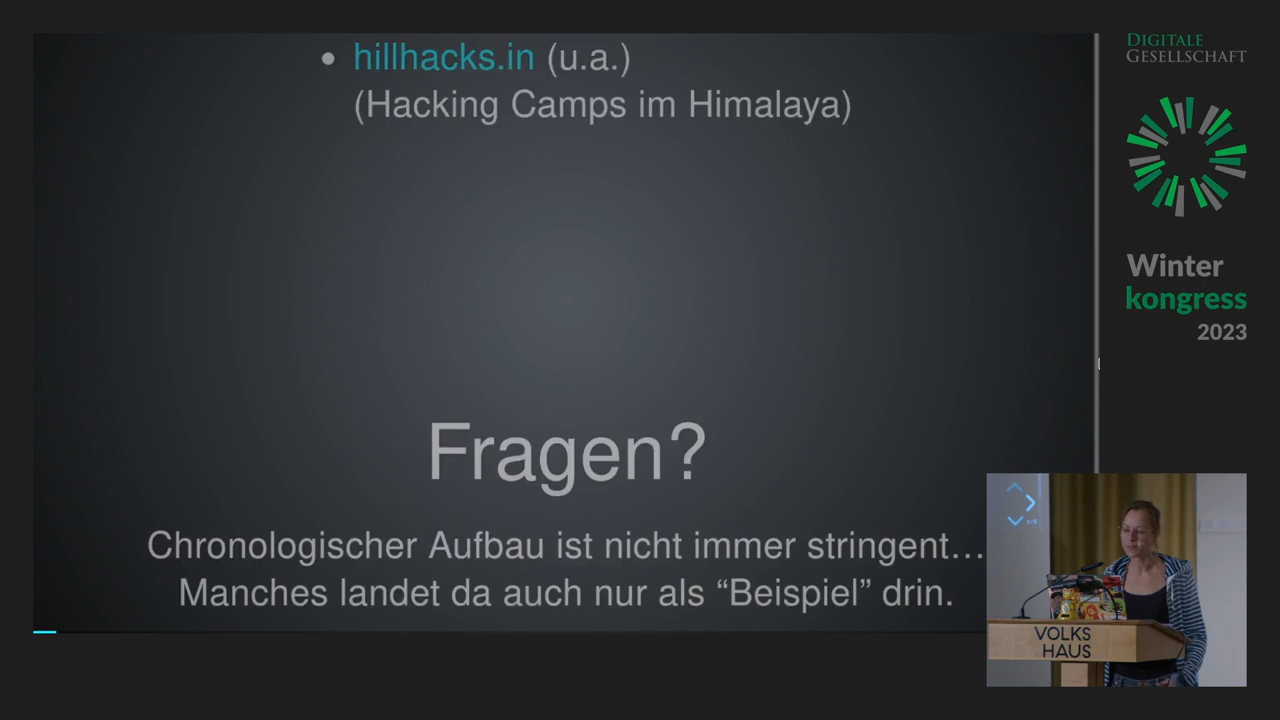 • hillhacks.in (u.a.)
(Hacking Camps im Himalaya)
Fragen?
Chronologischer Aufbau ist nicht immer stringent…
Manches landet da auch nur als “Beispiel” drin.
DIGITALE
GESELLSCHAFT
Winter
kongress
2023
VOLKS
HAUS